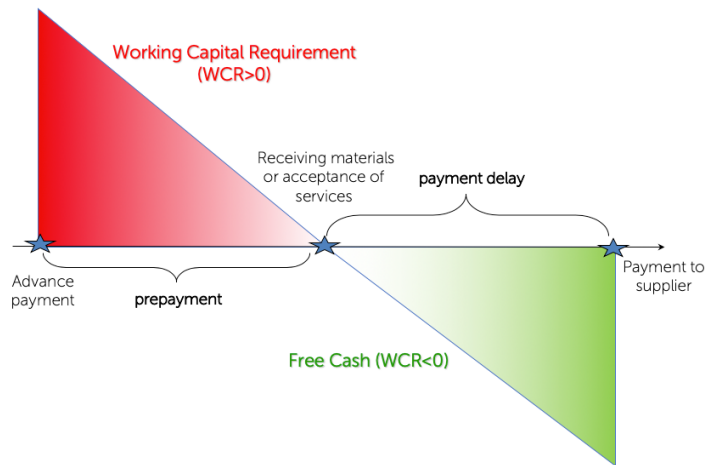 Working Capital Requirement
(WCR>0)
Receiving materials
or acceptance of
services
payment delay
Advance
payment
prepayment
Payment to
supplier
Free Cash (WCR<0)